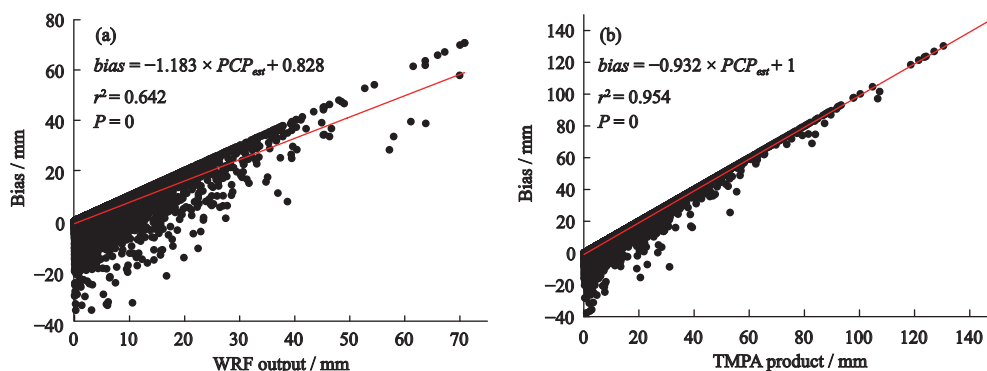 80
60
40
20
0
−20
−40
Bias / mm
(a)
bias = −1.183 × PCP_est + 0.828
r² = 0.642
P = 0
0 10 20 30 40 50 60 70
WRF output / mm
140
120
100
80
60
40
20
0
−20
−40
Bias / mm
(b)
bias = −0.932 × PCP_est + 1
r² = 0.954
P = 0
0 20 40 60 80 100 120 140
TMPA product / mm